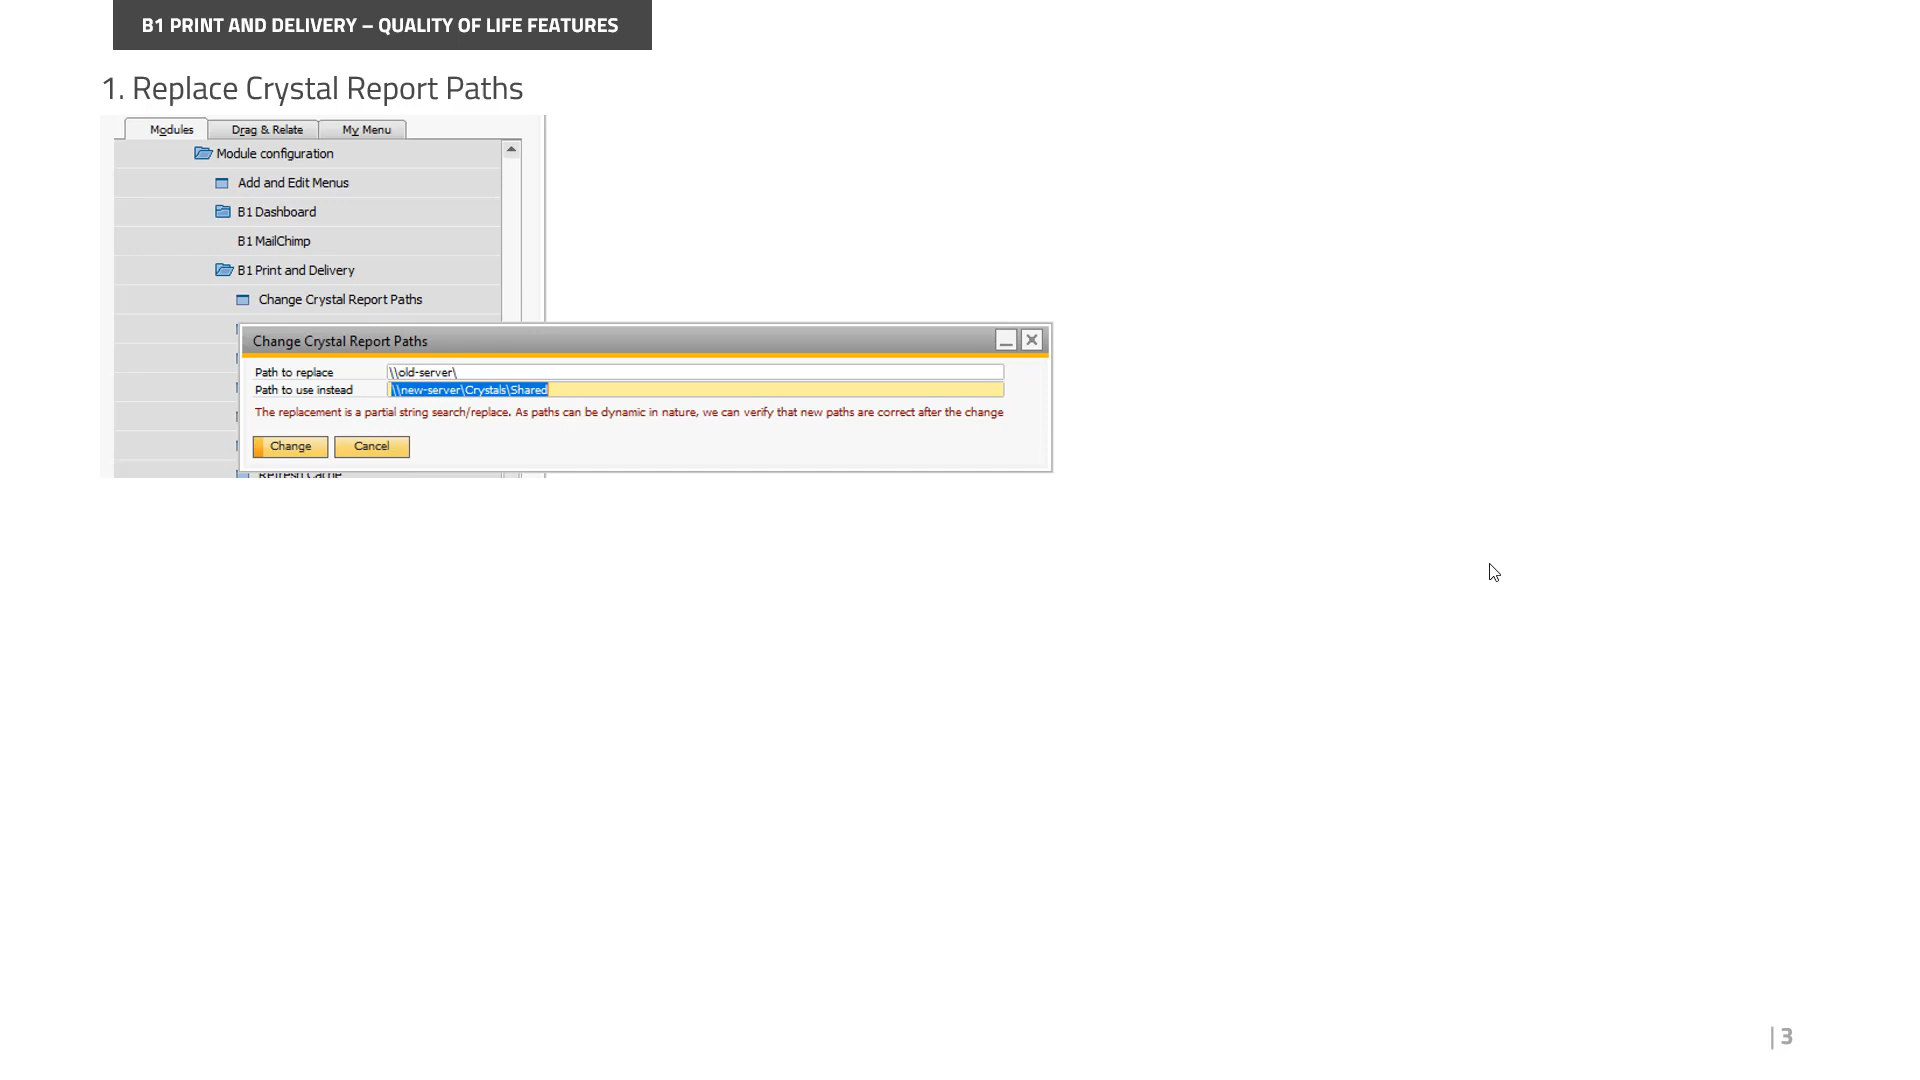 B1 PRINT AND DELIVERY – QUALITY OF LIFE FEATURES
1. Replace Crystal Report Paths
Modules Drag & Relate My Menu
Module configuration
Add and Edit Menus
B1 Dashboard
B1 MailChimp
B1 Print and Delivery
Change Crystal Report Paths
Change Crystal Report Paths
Path to replace \\old-server\
Path to use instead \\new-server\Crystals\Shared
The replacement is a partial string search/replace. As paths can be dynamic in nature, we can verify that new paths are correct after the change
Change Cancel
Refresh Cache
| 3